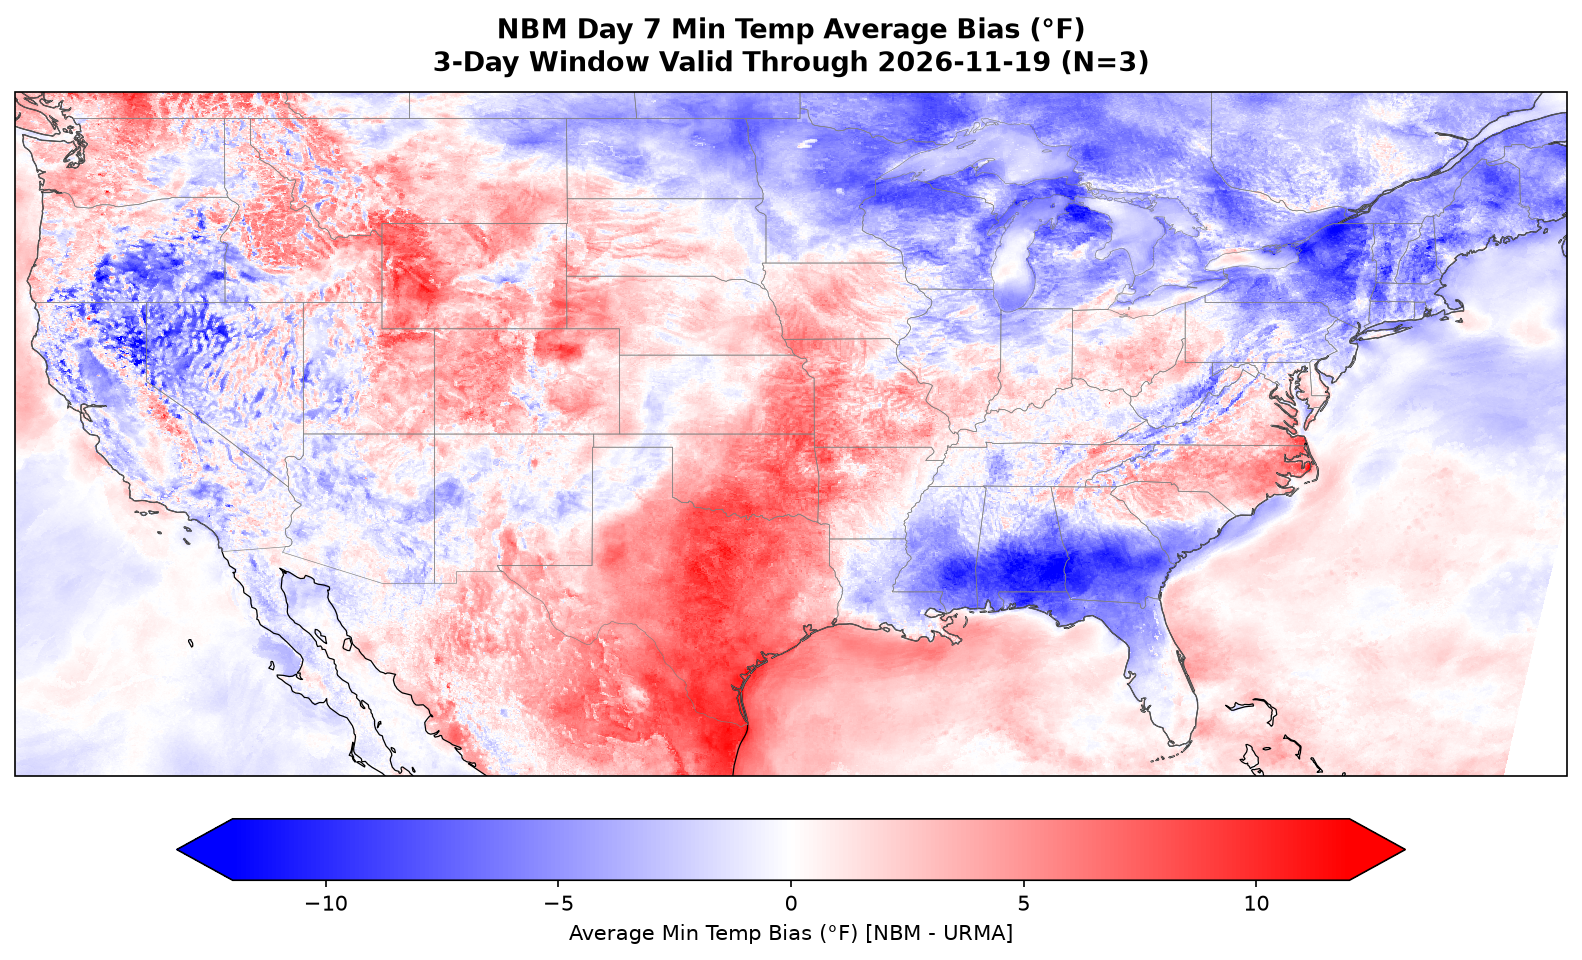 NBM Day 7 Min Temp Average Bias (°F)
3-Day Window Valid Through 2026-11-19 (N=3)
−10 −5 0 5 10
Average Min Temp Bias (°F) [NBM - URMA]